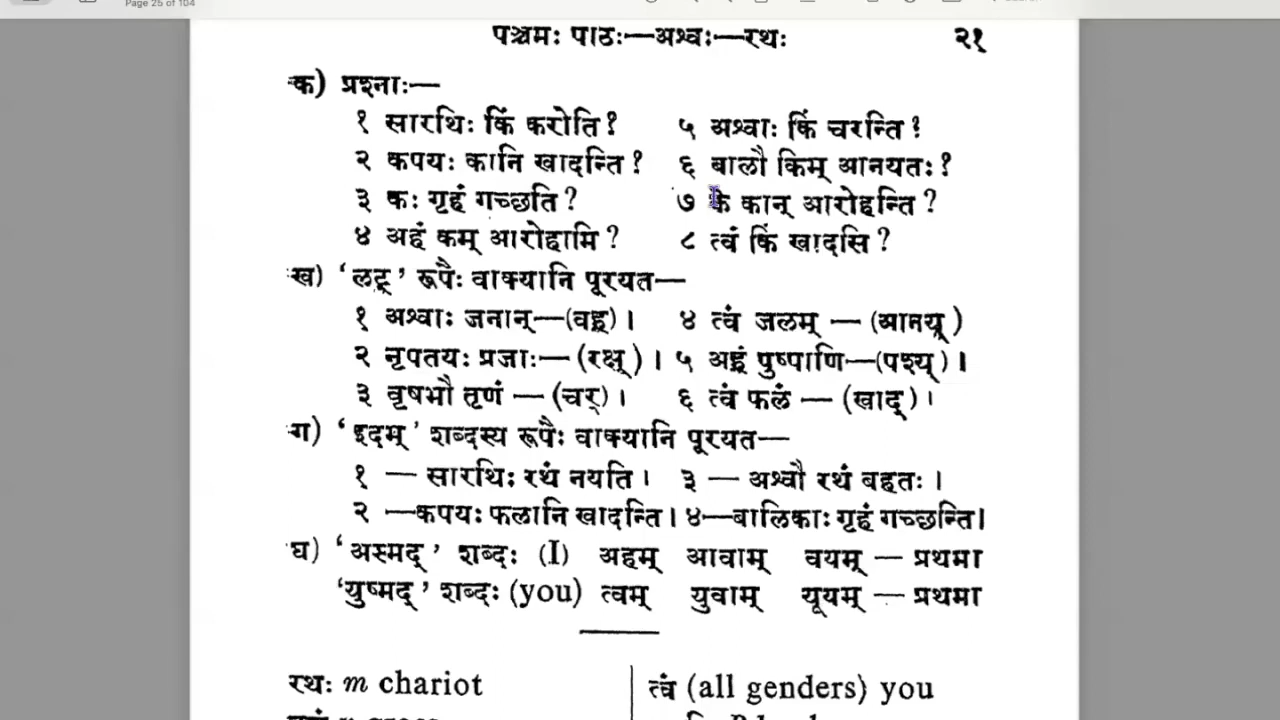 Page 25 of 104
पञ्चमः पाठः—अश्वः—रथः २१
क) प्रश्नाः—
१ सारथिः किं करोति? ५ अश्वाः किं चरन्ति?
२ कपयः कानि खादन्ति? ६ बालौ किम् आनयतः?
३ कः गृहं गच्छति? ७ के कान् आरोहन्ति?
४ अहं कम् आरोहामि? ८ त्वं किं खादसि?
ख) 'लट्' रूपैः वाक्यानि पूरयत—
१ अश्वाः जनान्—(वह्)। ४ त्वं जलम् — (आनय्)
२ नृपतयः प्रजाः—(रक्ष्)। ५ अहं पुष्पाणि—(पश्य्)।
३ वृषभौ तृणं — (चर्)। ६ त्वं फलं — (खाद्)।
ग) 'इदम्' शब्दस्य रूपैः वाक्यानि पूरयत—
१ — सारथिः रथं नयति। ३ — अश्वौ रथं वहतः।
२ —कपयः फलानि खादन्ति। ४—बालिकाः गृहं गच्छन्ति।
घ) 'अस्मद्' शब्दः (I) अहम् आवाम् वयम् — प्रथमा
'युष्मद्' शब्दः (you) त्वम् युवाम् यूयम् — प्रथमा
रथः m chariot त्वं (all genders) you